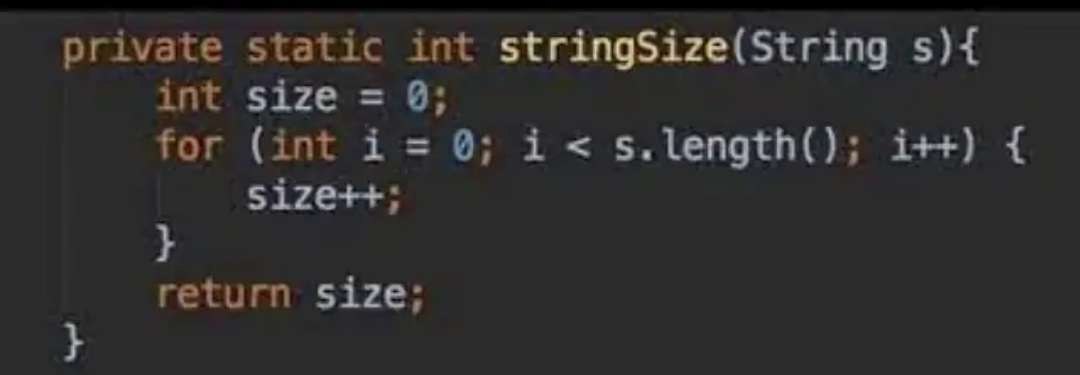 private static int stringSize(String s){
int size = 0;
for (int i = 0; i < s.length(); i++) {
size++;
}
return size;
}